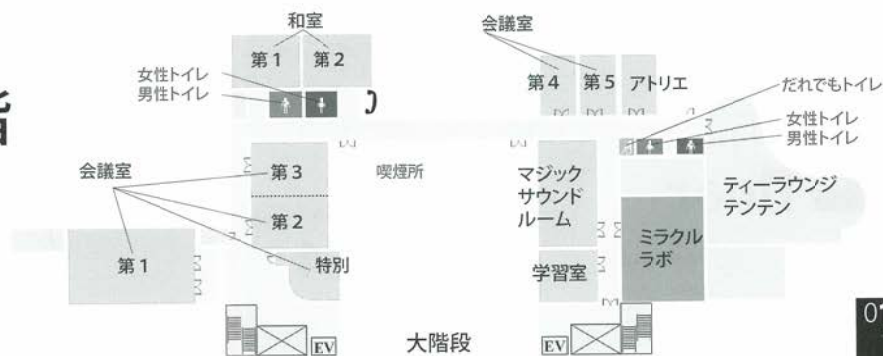 階
和室
第1
第2
女性トイレ
男性トイレ
会議室
第4
第5
アトリエ
だれでもトイレ
女性トイレ
男性トイレ
会議室
第3
第2
第1
特別
喫煙所
マジック
サウンド
ルーム
学習室
ミラクル
ラボ
ティーラウンジ
テンテン
EV
大階段
EV